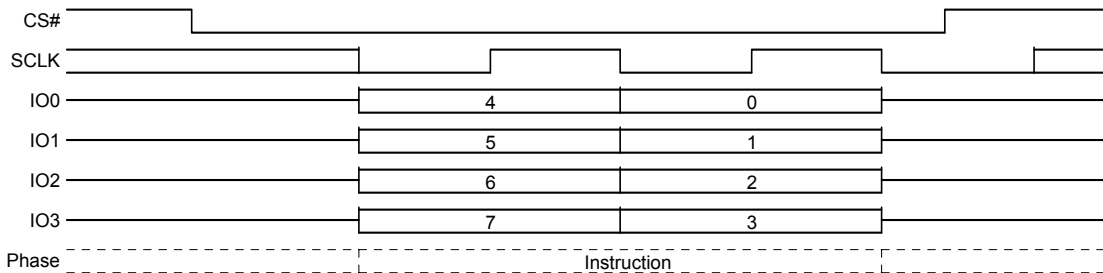 CS#
SCLK
IO0 4 0
IO1 5 1
IO2 6 2
IO3 7 3
Phase Instruction